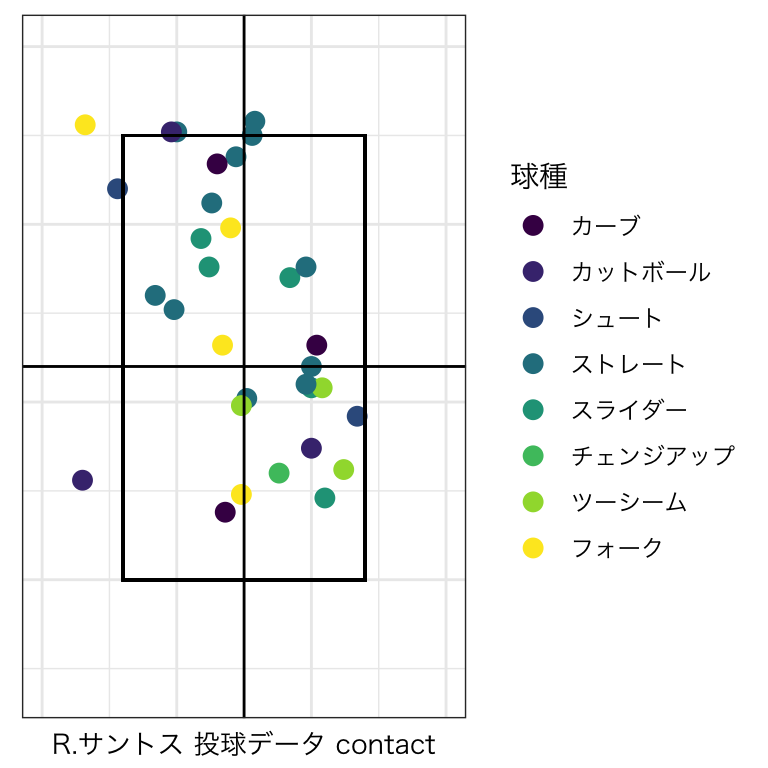 球種
カーブ
カットボール
シュート
ストレート
スライダー
チェンジアップ
ツーシーム
フォーク
R.サントス 投球データ contact